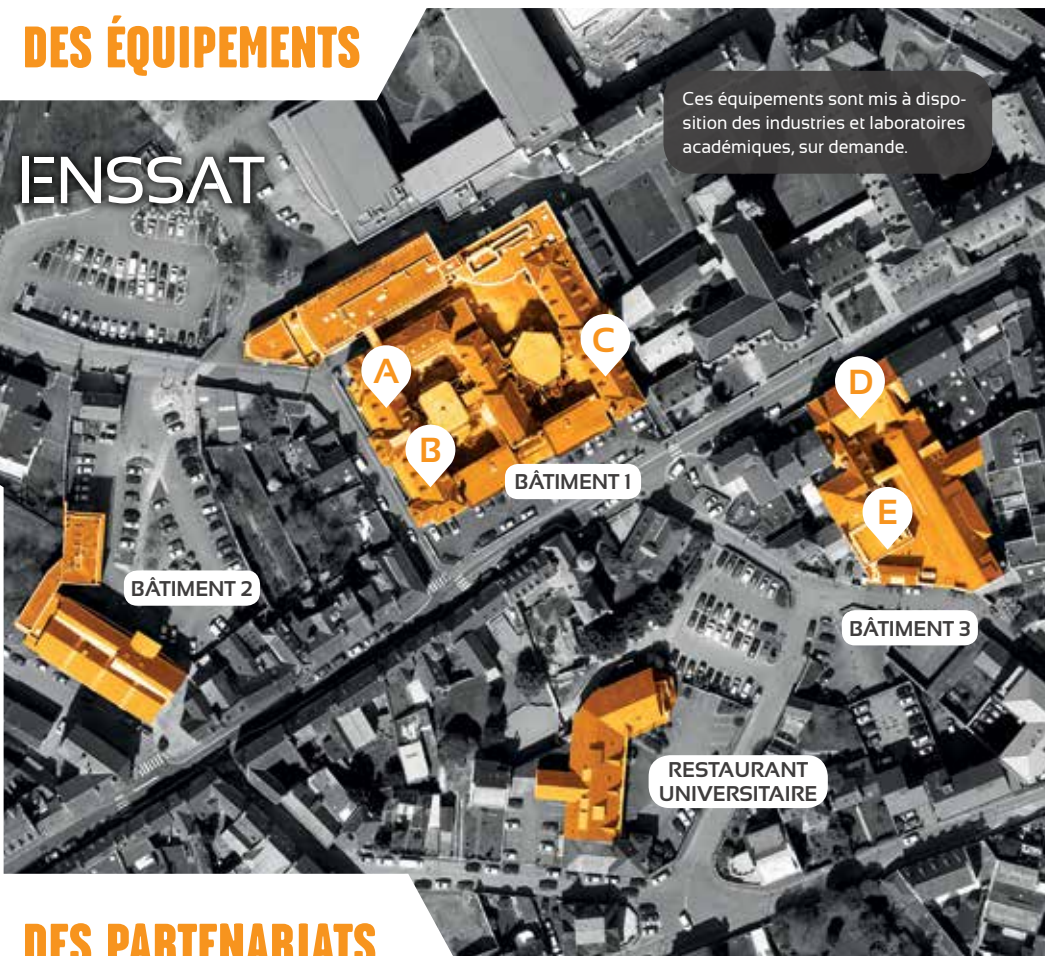 DES ÉQUIPEMENTS
Ces équipements sont mis à dispo-
sition des industries et laboratoires
académiques, sur demande.
ENSSAT
C
A
D
B
BÂTIMENT 1
E
BÂTIMENT 2
BÂTIMENT 3
RESTAURANT
UNIVERSITAIRE
DES PARTENARIATS